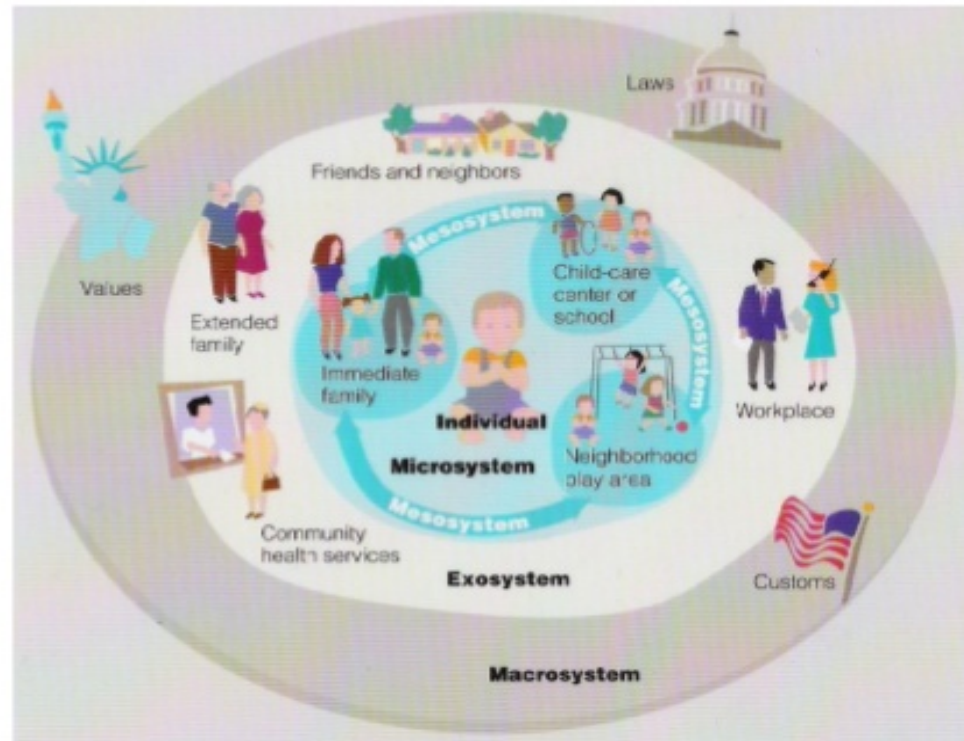 Laws
Friends and neighbors
Mesosystem
Child-care
center or
school
Mesosystem
Values
Extended
family
Immediate
family
Individual
Workplace
Microsystem
Neighborhood
play area
Mesosystem
Community
health services
Exosystem
Customs
Macrosystem